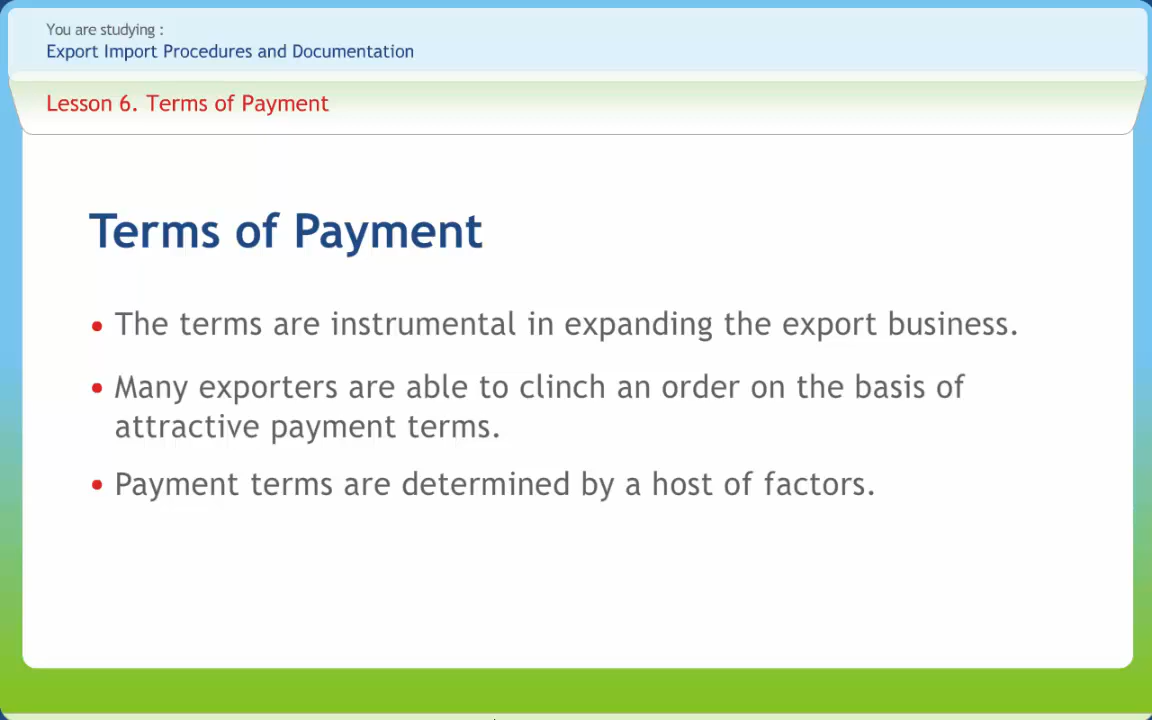 You are studying :
Export Import Procedures and Documentation
Lesson 6. Terms of Payment
Terms of Payment
• The terms are instrumental in expanding the export business.
• Many exporters are able to clinch an order on the basis of
attractive payment terms.
• Payment terms are determined by a host of factors.